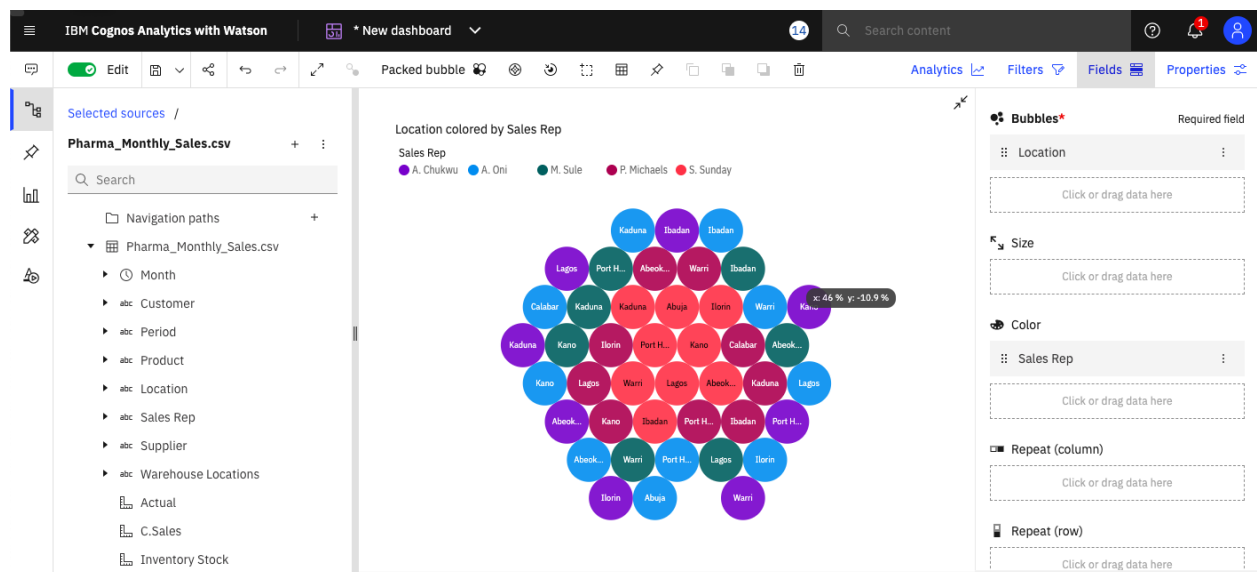 IBM Cognos Analytics with Watson
* New dashboard
14
Search content
1
Edit
Packed bubble
Analytics
Filters
Fields
Properties
Selected sources /
Pharma_Monthly_Sales.csv
Search
Navigation paths
Pharma_Monthly_Sales.csv
Month
abc Customer
abc Period
abc Product
abc Location
abc Sales Rep
abc Supplier
abc Warehouse Locations
Actual
C.Sales
Inventory Stock
Location colored by Sales Rep
Sales Rep
A. Chukwu A. Oni M. Sule P. Michaels S. Sunday
Kaduna Ibadan Ibadan
Lagos Port H... Abeok... Warri Ibadan
Calabar Kaduna Kaduna Abuja Ilorin Warri
x: 46 % y: -10.9 %
Kaduna Kano Ilorin Port H... Kano Calabar Abeok...
Kano Lagos Warri Lagos Abeok... Kaduna Lagos
Abeok... Kano Ibadan Port H... Ibadan Port H...
Abeok... Warri Port H... Lagos Ilorin
Ilorin Abuja Warri
Bubbles* Required field
Location
Click or drag data here
Size
Click or drag data here
Color
Sales Rep
Click or drag data here
Repeat (column)
Click or drag data here
Repeat (row)
Click or drag data here